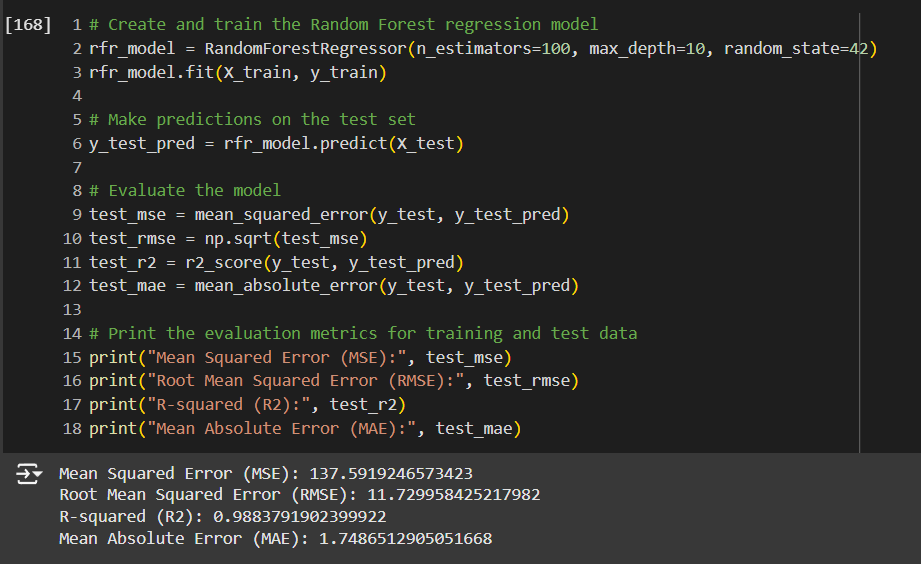 [168] 1 # Create and train the Random Forest regression model
2 rfr_model = RandomForestRegressor(n_estimators=100, max_depth=10, random_state=42)
3 rfr_model.fit(X_train, y_train)
4
5 # Make predictions on the test set
6 y_test_pred = rfr_model.predict(X_test)
7
8 # Evaluate the model
9 test_mse = mean_squared_error(y_test, y_test_pred)
10 test_rmse = np.sqrt(test_mse)
11 test_r2 = r2_score(y_test, y_test_pred)
12 test_mae = mean_absolute_error(y_test, y_test_pred)
13
14 # Print the evaluation metrics for training and test data
15 print("Mean Squared Error (MSE):", test_mse)
16 print("Root Mean Squared Error (RMSE):", test_rmse)
17 print("R-squared (R2):", test_r2)
18 print("Mean Absolute Error (MAE):", test_mae)
Mean Squared Error (MSE): 137.5919246573423
Root Mean Squared Error (RMSE): 11.729958425217982
R-squared (R2): 0.9883791902399922
Mean Absolute Error (MAE): 1.7486512905051668